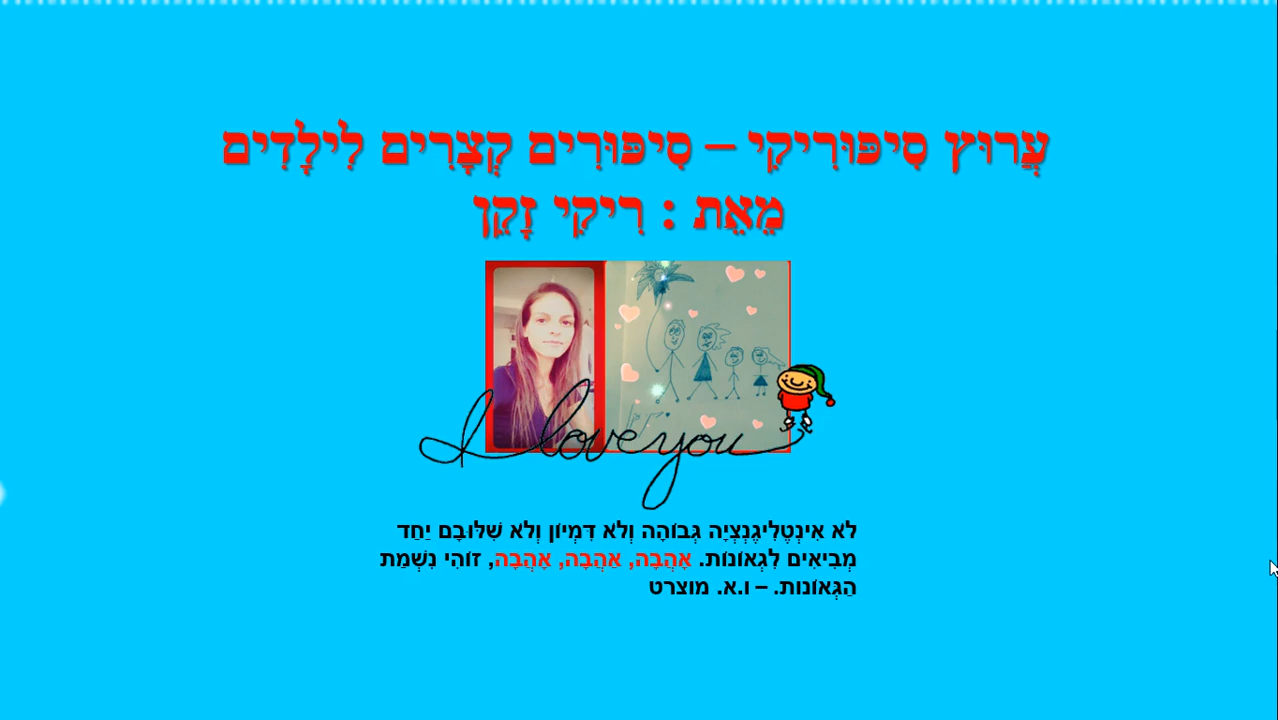 עֲרוּץ סִיפּוּרִיקִי – סִיפּוּרִים קְצָרִים לִילָדִים
מֵאֵת : רִיקִי זָקֵן
I love you
לֹא אִינְטֶלִיגֶנְצְיָה גְּבוֹהָה וְלֹא דִּמְיוֹן וְלֹא שִׁלּוּבָם יַחַד
מְבִיאִים לִגְאוֹנוּת. אַהֲבָה, אַהֲבָה, אַהֲבָה, זוֹהִי נִשְׁמַת
הַגְּאוֹנוּת. – ו.א. מוצרט